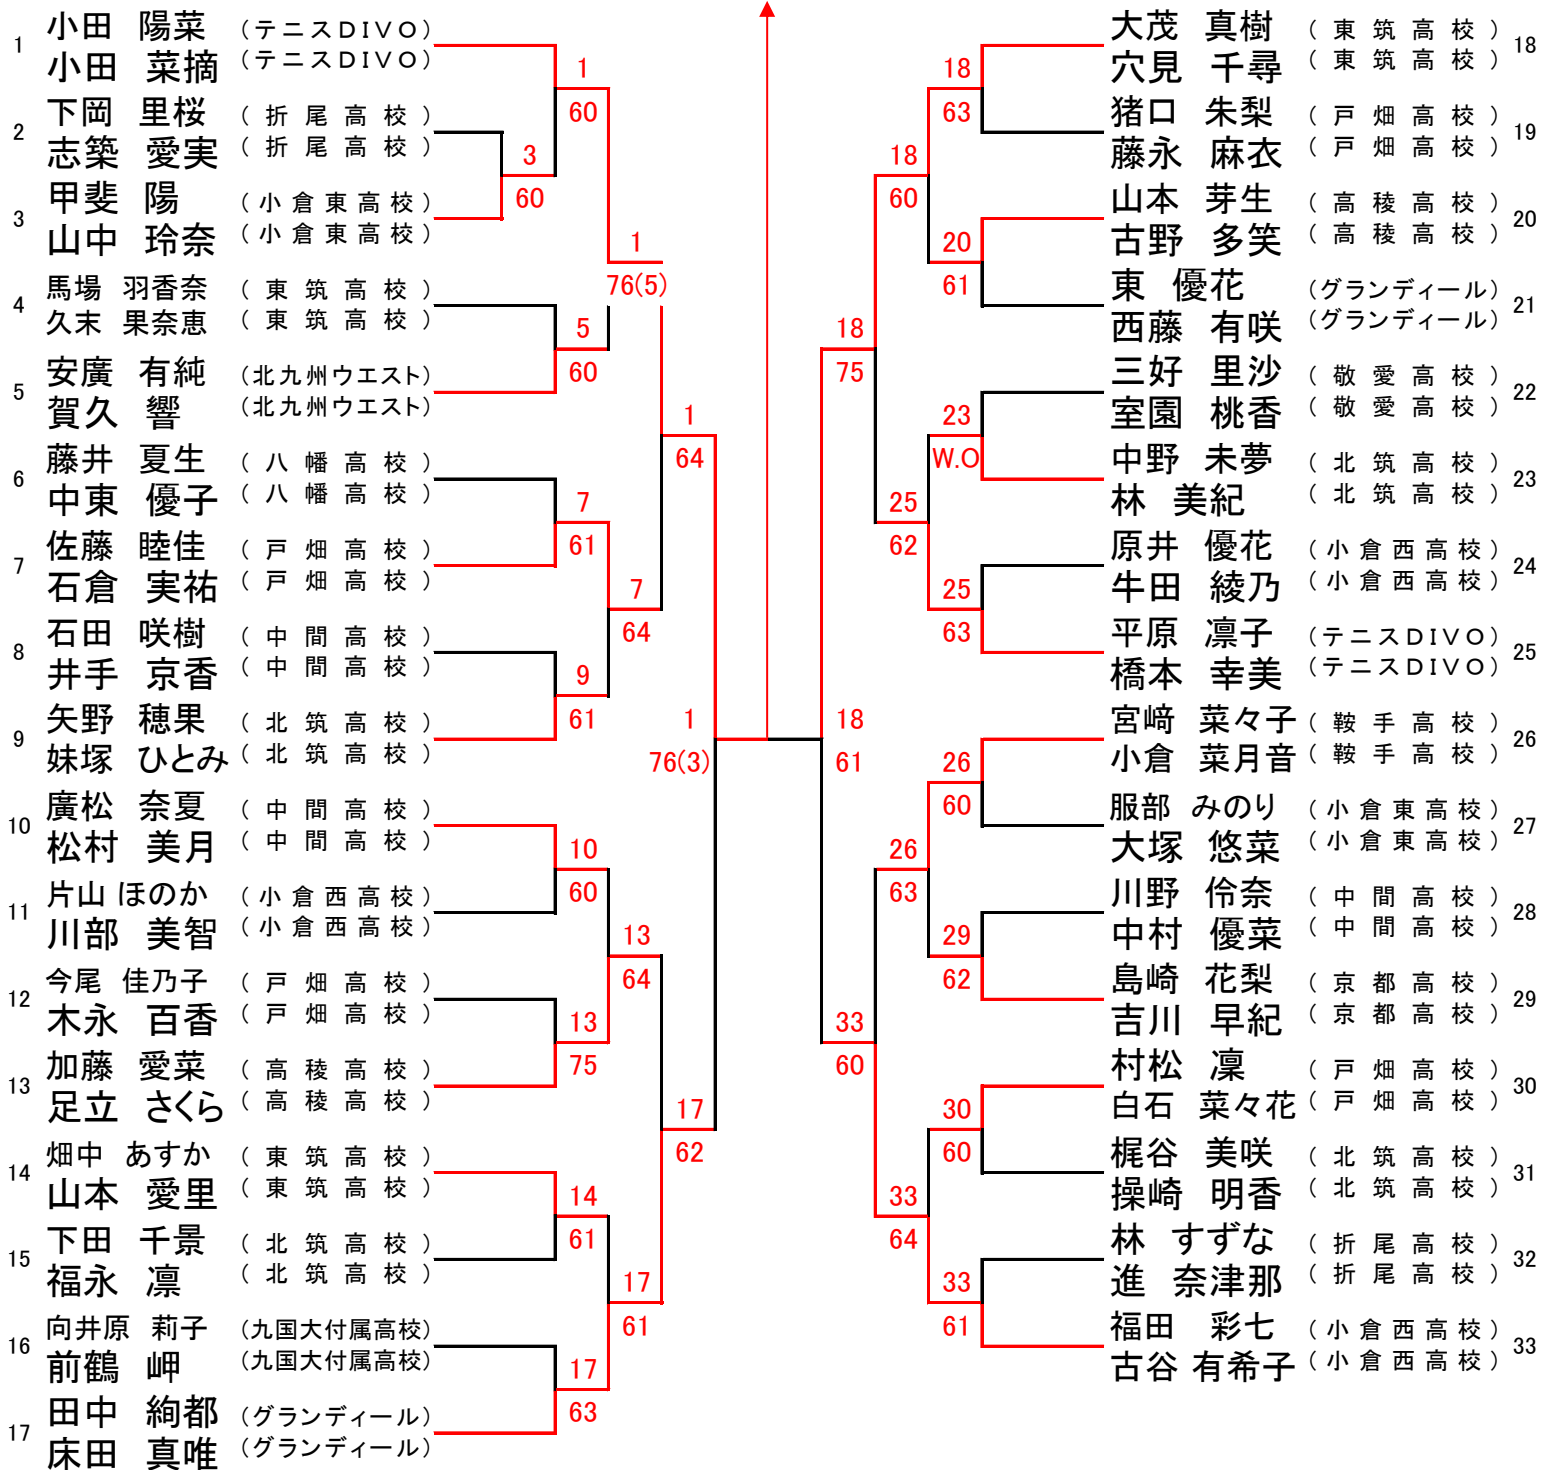 1 小田 陽菜 (テニスDIVO)
小田 菜摘 (テニスDIVO)
2 下岡 里桜 (折尾高校)
志築 愛実 (折尾高校)
3 甲斐 陽 (小倉東高校)
山中 玲奈 (小倉東高校)
4 馬場 羽香奈 (東筑高校)
久末 果奈恵 (東筑高校)
5 安廣 有純 (北九州ウエスト)
賀久 響 (北九州ウエスト)
6 藤井 夏生 (八幡高校)
中東 優子 (八幡高校)
7 佐藤 睦佳 (戸畑高校)
石倉 実祐 (戸畑高校)
8 石田 咲樹 (中間高校)
井手 京香 (中間高校)
9 矢野 穂果 (北筑高校)
妹塚 ひとみ (北筑高校)
10 廣松 奈夏 (中間高校)
松村 美月 (中間高校)
11 片山 ほのか (小倉西高校)
川部 美智 (小倉西高校)
12 今尾 佳乃子 (戸畑高校)
木永 百香 (戸畑高校)
13 加藤 愛菜 (高稜高校)
足立 さくら (高稜高校)
14 畑中 あすか (東筑高校)
山本 愛里 (東筑高校)
15 下田 千景 (北筑高校)
福永 凛 (北筑高校)
16 向井原 莉子 (九国大付属高校)
前鶴 岬 (九国大付属高校)
17 田中 絢都 (グランディール)
床田 真唯 (グランディール)
1
60
3
60
5
60
7
61
9
61
10
60
13
75
14
61
17
63
1
76(5)
7
64
13
64
17
61
1
64
17
62
1
76(3)
18
61
18
75
33
60
18
60
25
62
26
63
33
64
18
63
20
61
23
W.O
25
63
26
60
29
62
30
60
33
61
大茂 真樹 (東筑高校) 18
穴見 千尋 (東筑高校)
猪口 朱梨 (戸畑高校) 19
藤永 麻衣 (戸畑高校)
山本 芽生 (高稜高校) 20
古野 多笑 (高稜高校)
東 優花 (グランディール) 21
西藤 有咲 (グランディール)
三好 里沙 (敬愛高校) 22
室園 桃香 (敬愛高校)
中野 未夢 (北筑高校) 23
林 美紀 (北筑高校)
原井 優花 (小倉西高校) 24
牛田 綾乃 (小倉西高校)
平原 凛子 (テニスDIVO) 25
橋本 幸美 (テニスDIVO)
宮﨑 菜々子 (鞍手高校) 26
小倉 菜月音 (鞍手高校)
服部 みのり (小倉東高校) 27
大塚 悠菜 (小倉東高校)
川野 伶奈 (中間高校) 28
中村 優菜 (中間高校)
島崎 花梨 (京都高校) 29
吉川 早紀 (京都高校)
村松 凜 (戸畑高校) 30
白石 菜々花 (戸畑高校)
梶谷 美咲 (北筑高校) 31
操崎 明香 (北筑高校)
林 すずな (折尾高校) 32
進 奈津那 (折尾高校)
福田 彩七 (小倉西高校) 33
古谷 有希子 (小倉西高校)